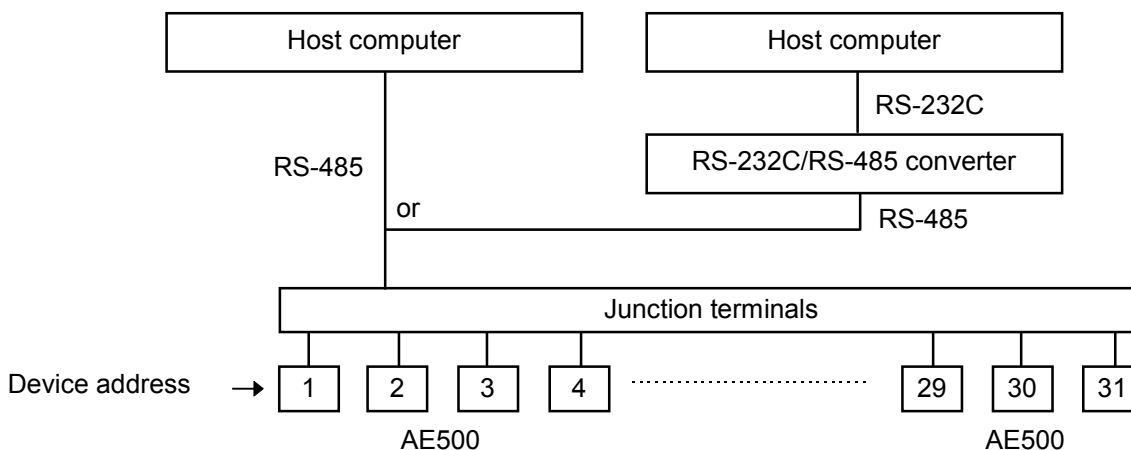 Host computer
Host computer
RS-232C
RS-485
RS-232C/RS-485 converter
or
RS-485
Junction terminals
Device address
1
2
3
4
29
30
31
AE500
AE500